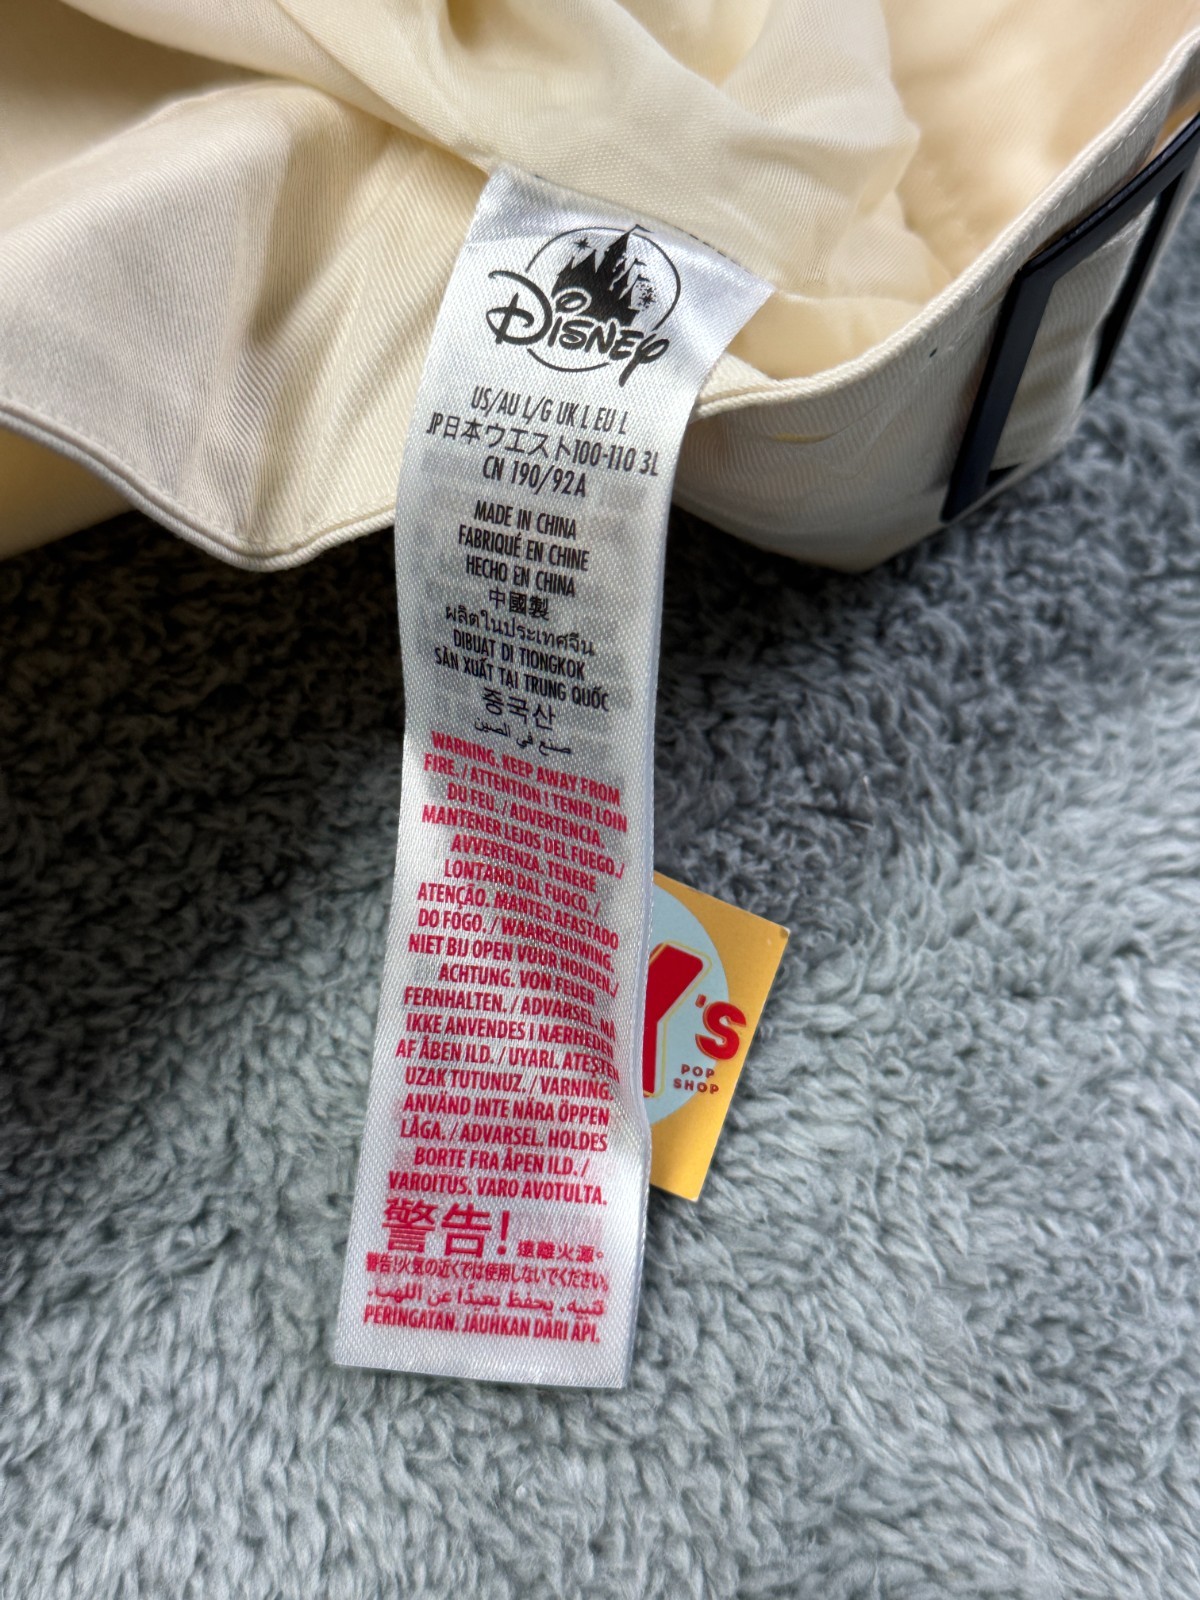 Disney
US/AU L/G UK L EU L
JP日本ウエスト100-110 3L
CN 190/92A
MADE IN CHINA
FABRIQUÉ EN CHINE
HECHO EN CHINA
中國製
ผลิตในประเทศจีน
DIBUAT DI TIONGKOK
SẢN XUẤT TẠI TRUNG QUỐC
중국산
صنع في الصين
WARNING. KEEP AWAY FROM
FIRE. / ATTENTION ! TENIR LOIN
DU FEU. / ADVERTENCIA.
MANTENER LEJOS DEL FUEGO. /
AVVERTENZA. TENERE
LONTANO DAL FUOCO. /
ATENÇÃO. MANTER AFASTADO
DO FOGO. / WAARSCHUWING.
NIET BIJ OPEN VUUR HOUDEN. /
ACHTUNG. VON FEUER
FERNHALTEN. / ADVARSEL. MÅ
IKKE ANVENDES I NÆRHEDEN
AF ÅBEN ILD. / UYARI. ATEŞTEN
UZAK TUTUNUZ. / VARNING.
ANVÄND INTE NÄRA ÖPPEN
LÅGA. / ADVARSEL. HOLDES
BORTE FRA ÅPEN ILD. /
VAROITUS. VARO AVOTULTA.
警告! 遠離火源。
警告!火気の近くでは使用しないでください。
تنبيه. يحفظ بعيدًا عن اللهب.
PERINGATAN. JAUHKAN DARI API.
Y's
POP
SHOP